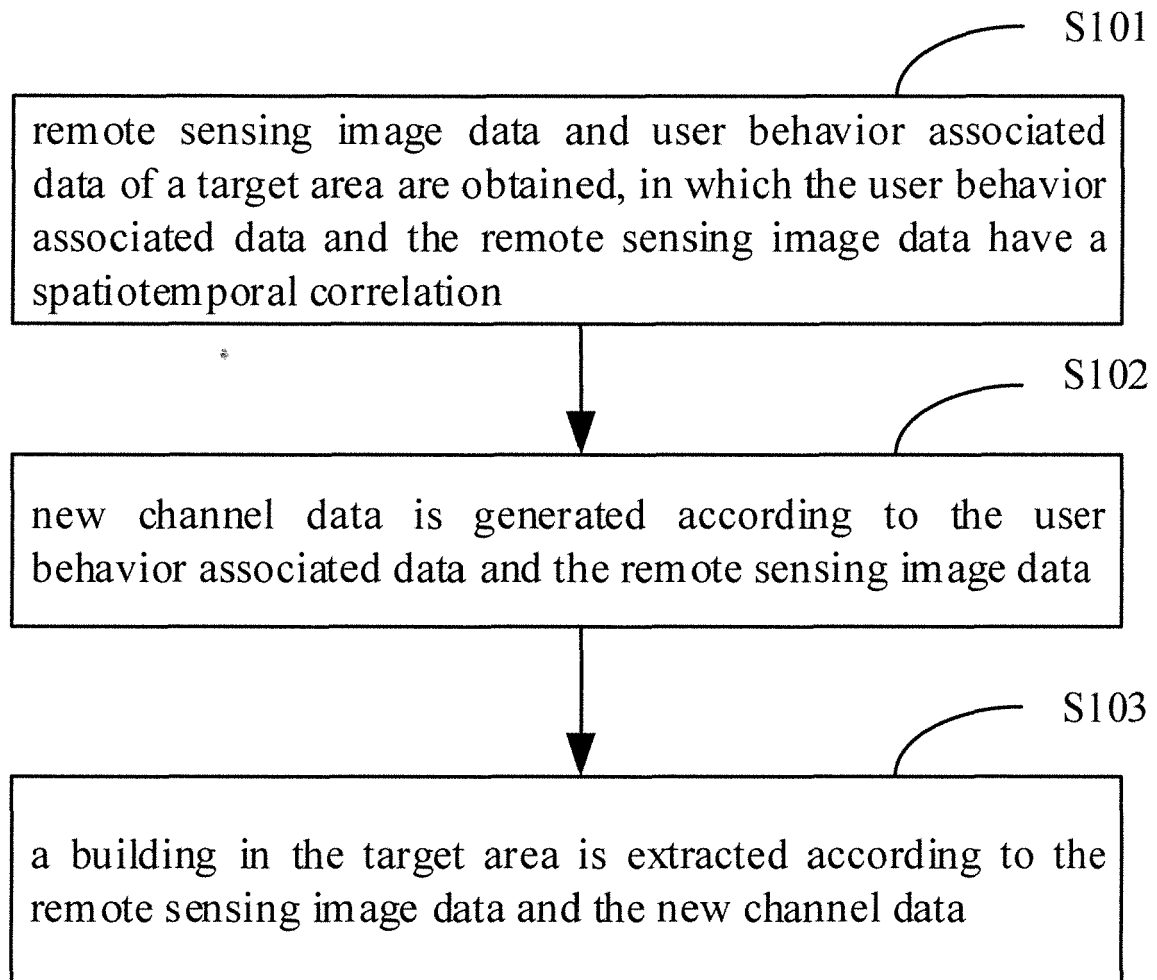 S101
remote sensing image data and user behavior associated
data of a target area are obtained, in which the user behavior
associated data and the remote sensing image data have a
spatiotemporal correlation
S102
new channel data is generated according to the user
behavior associated data and the remote sensing image data
S103
a building in the target area is extracted according to the
remote sensing image data and the new channel data